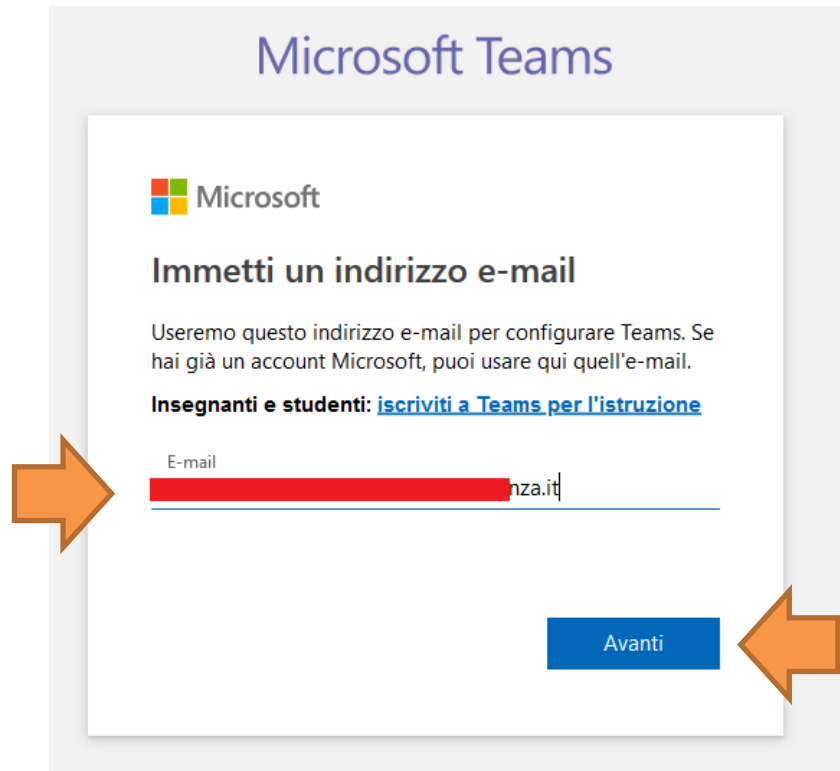 Microsoft Teams
Microsoft
Immetti un indirizzo e-mail
Useremo questo indirizzo e-mail per configurare Teams. Se
hai già un account Microsoft, puoi usare qui quell'e-mail.
Insegnanti e studenti: iscriviti a Teams per l'istruzione
E-mail
nza.it
Avanti